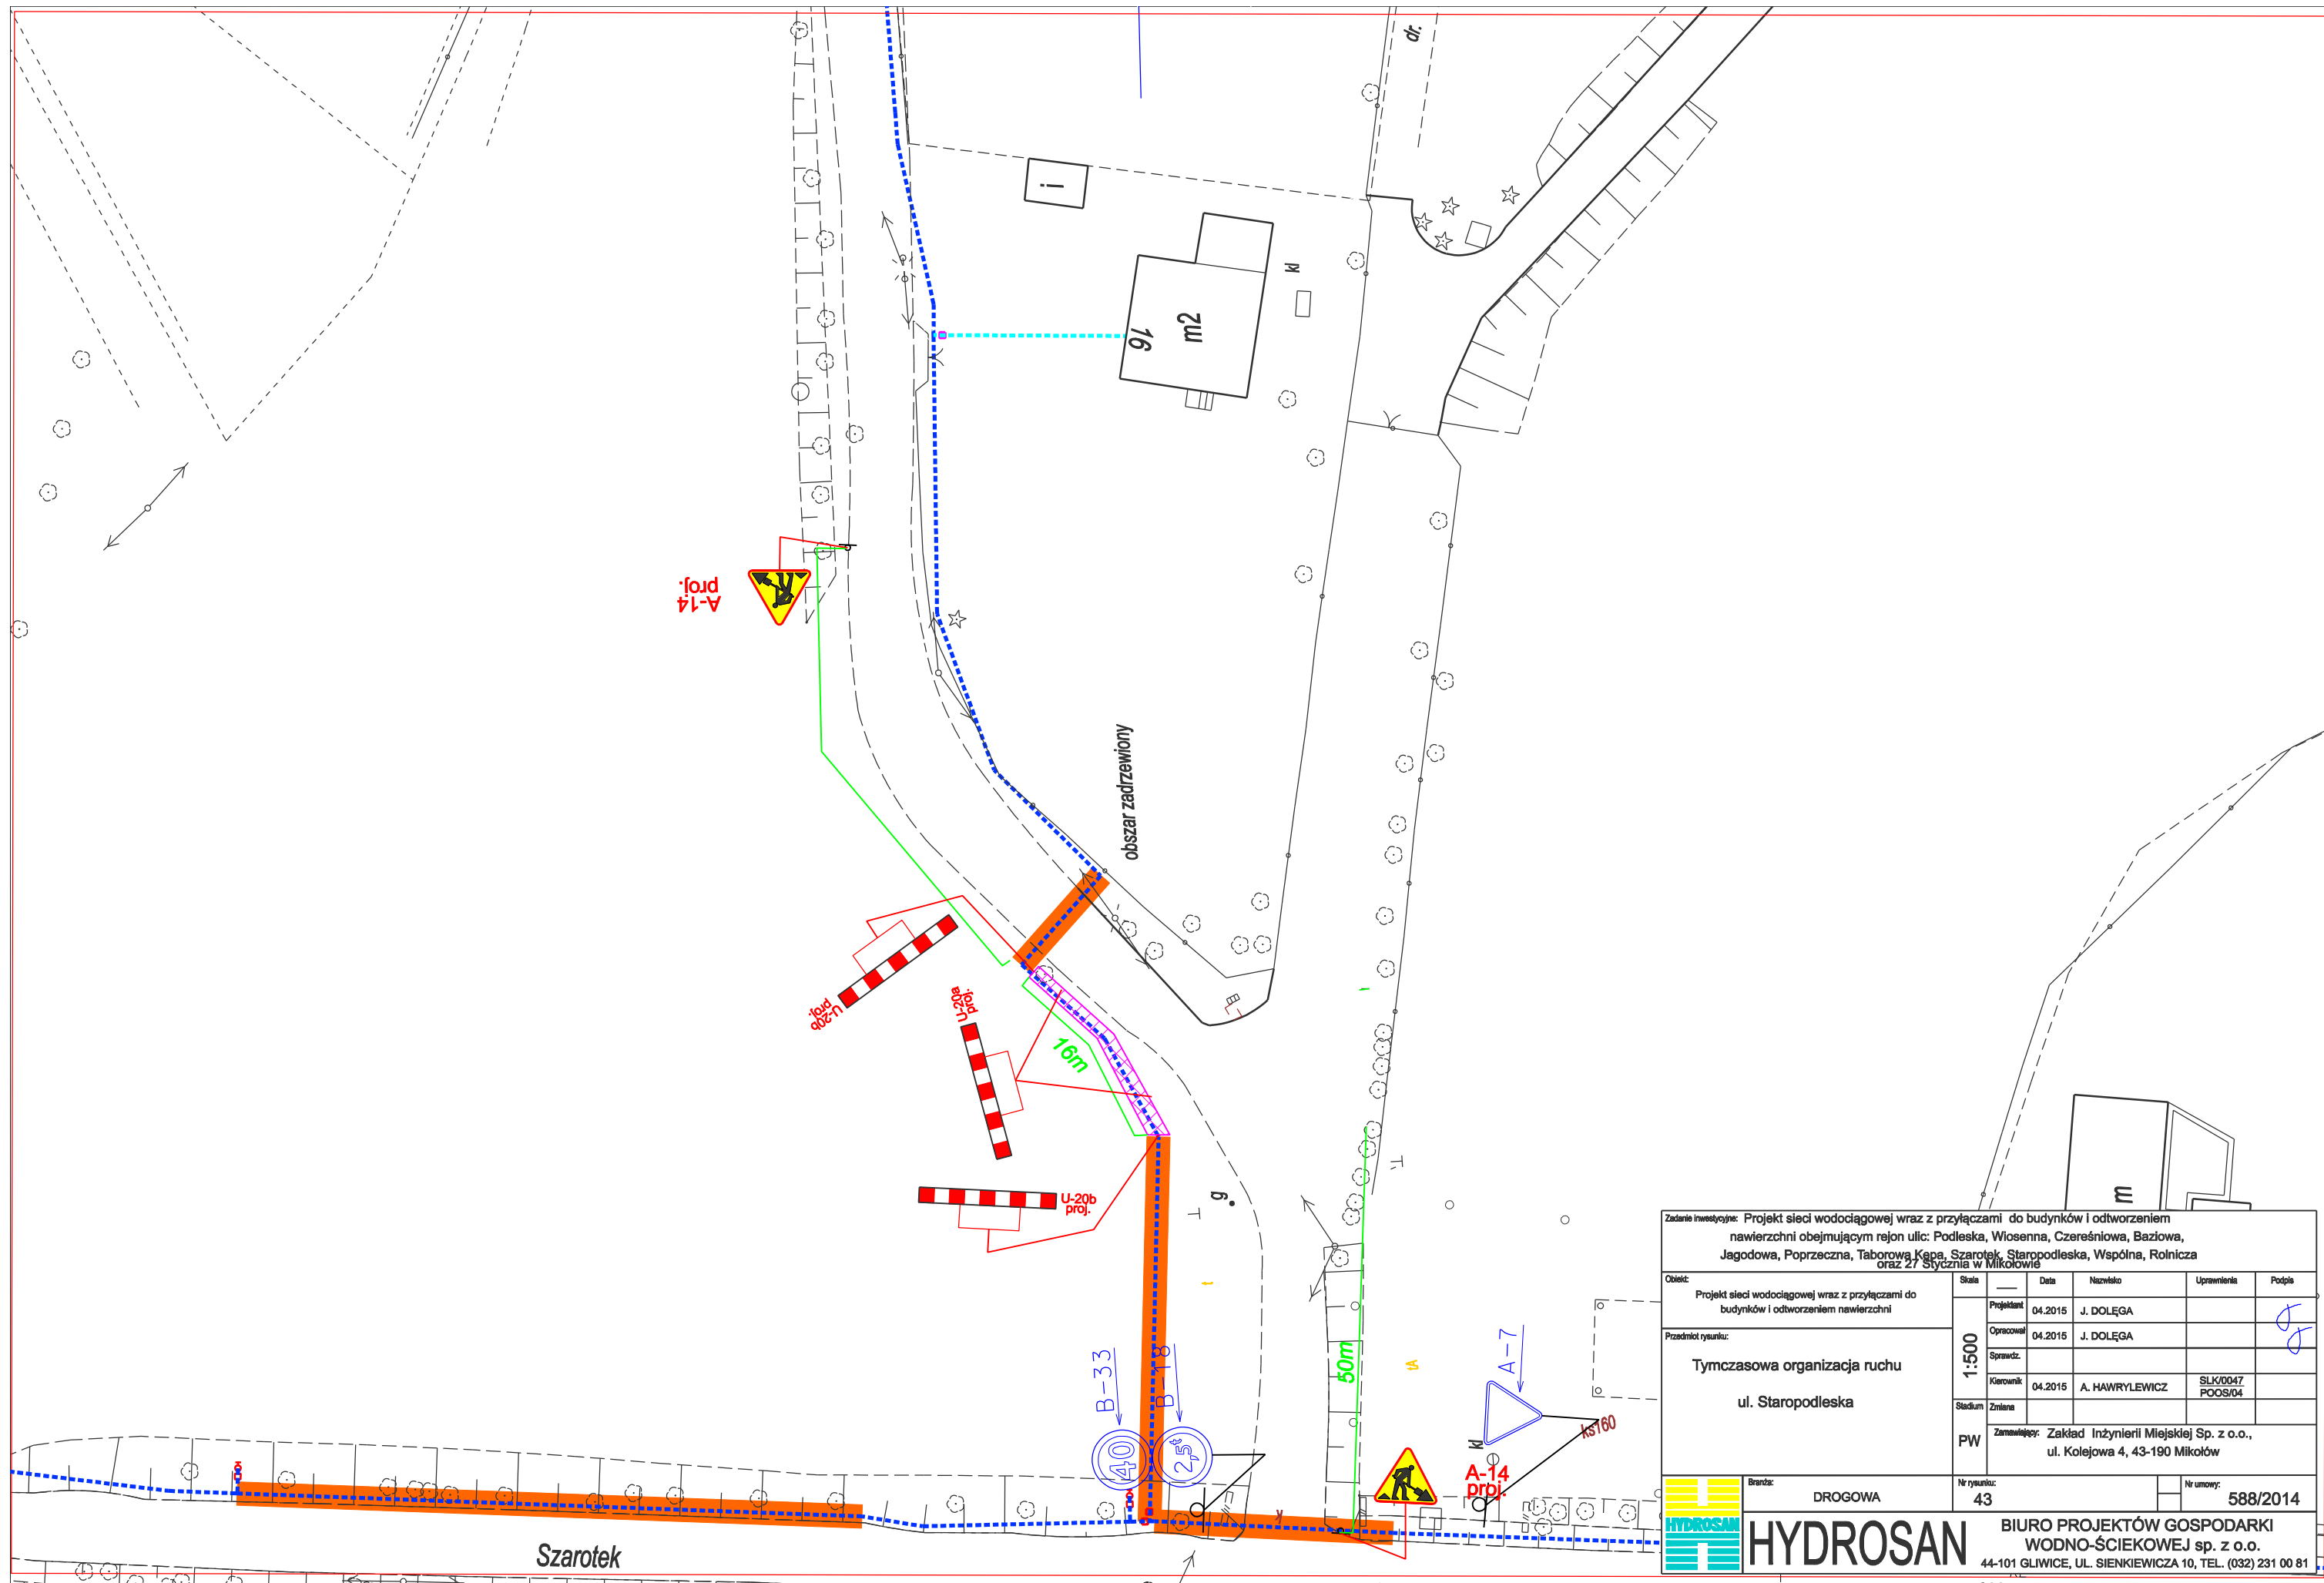 dr.
i
kl
16
m2
A-14
proj.
obszar zadrzewiony
U-20b
proj.
U-20a
proj.
16m
U-20b
proj.
g
t
B-33
B-18
40
2,5t
50m
tA
A-7
kl
ks160
A-14
proj.
y
Szarotek
m
Zadanie inwestycyjne: Projekt sieci wodociągowej wraz z przyłączami do budynków i odtworzeniem
nawierzchni obejmującym rejon ulic: Podleska, Wiosenna, Czereśniowa, Baziowa,
Jagodowa, Poprzeczna, Taborowa Kępa, Szarotek, Staropodleska, Wspólna, Rolnicza
oraz 27 Stycznia w Mikołowie
Obiekt:
Projekt sieci wodociągowej wraz z przyłączami do
budynków i odtworzeniem nawierzchni
Przedmiot rysunku:
Tymczasowa organizacja ruchu
ul. Staropodleska
Skala
1:500
Stadium
PW
Data Nazwisko Uprawnienia Podpis
Projektant 04.2015 J. DOLĘGA
Opracował 04.2015 J. DOLĘGA
Sprawdz.
Kierownik 04.2015 A. HAWRYLEWICZ SLK/0047
POOS/04
Zmiana
Zamawiający: Zakład Inżynierii Miejskiej Sp. z o.o.,
ul. Kolejowa 4, 43-190 Mikołów
Branża:
DROGOWA
Nr rysunku:
43
Nr umowy:
588/2014
HYDROSAN
HYDROSAN
BIURO PROJEKTÓW GOSPODARKI
WODNO-ŚCIEKOWEJ sp. z o.o.
44-101 GLIWICE, UL. SIENKIEWICZA 10, TEL. (032) 231 00 81